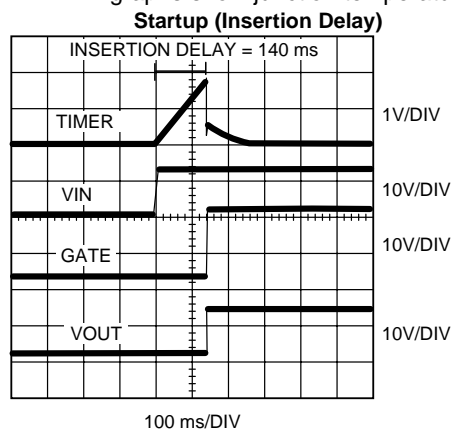 Startup (Insertion Delay)
INSERTION DELAY = 140 ms
TIMER
1V/DIV
VIN
10V/DIV
GATE
10V/DIV
VOUT
10V/DIV
100 ms/DIV